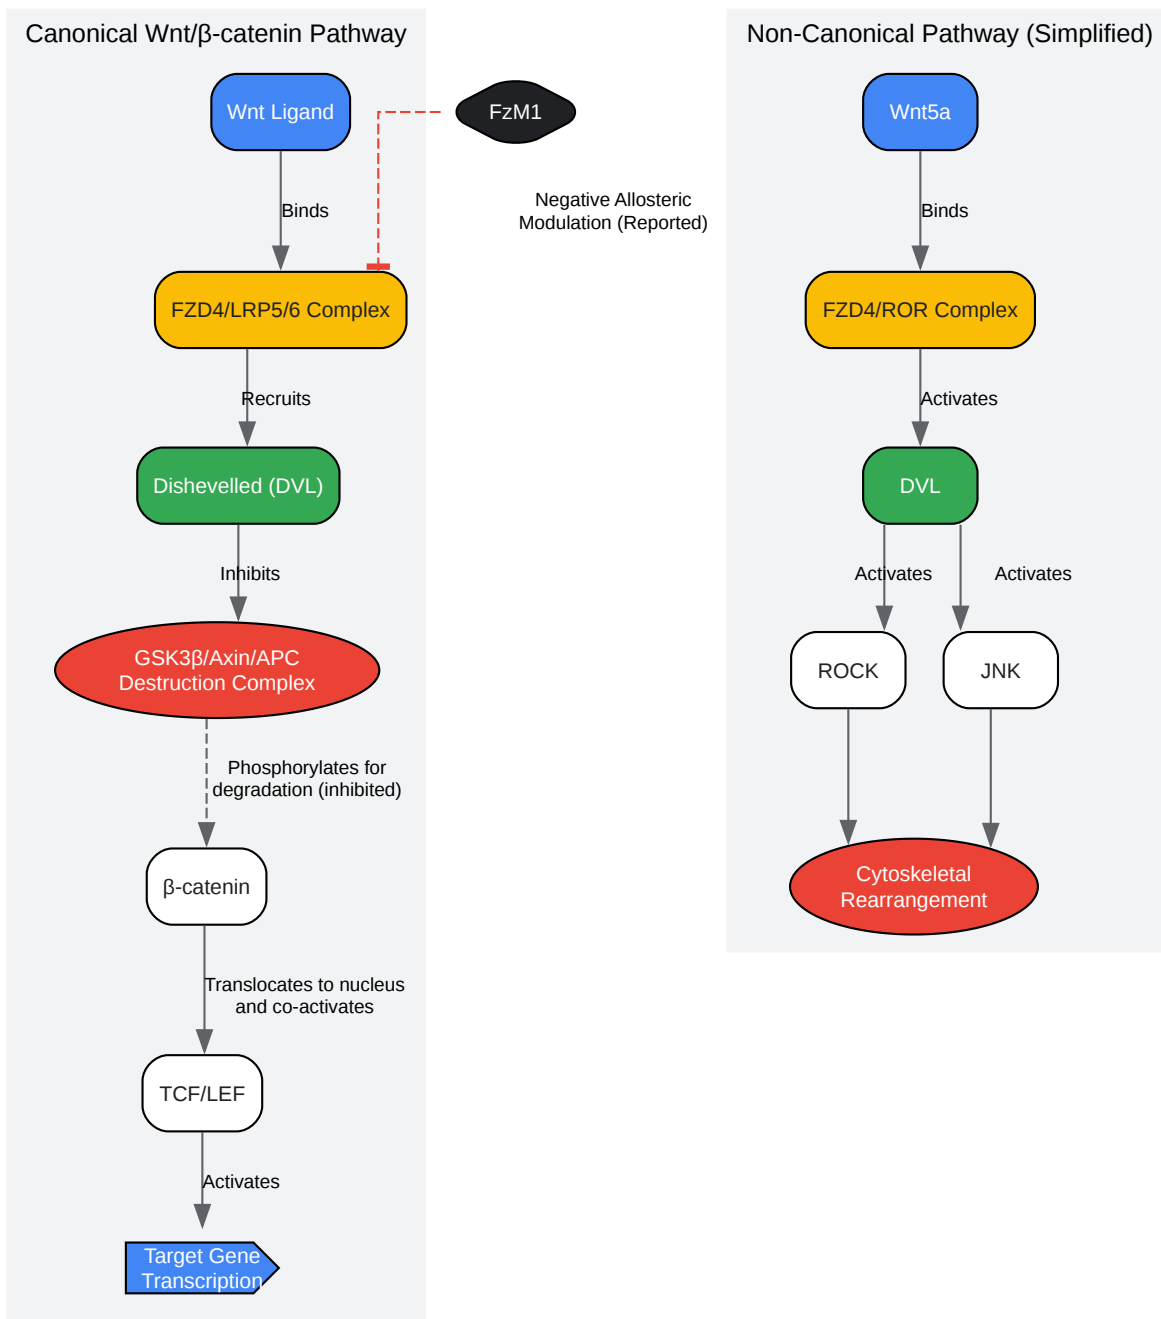 Canonical Wnt/β-catenin Pathway
Wnt Ligand
FzM1
Negative Allosteric
Modulation (Reported)
Binds
FZD4/LRP5/6 Complex
Recruits
Dishevelled (DVL)
Inhibits
GSK3β/Axin/APC
Destruction Complex
Phosphorylates for
degradation (inhibited)
β-catenin
Translocates to nucleus
and co-activates
TCF/LEF
Activates
Target Gene
Transcription
Non-Canonical Pathway (Simplified)
Wnt5a
Binds
FZD4/ROR Complex
Activates
DVL
Activates
Activates
ROCK
JNK
Cytoskeletal
Rearrangement